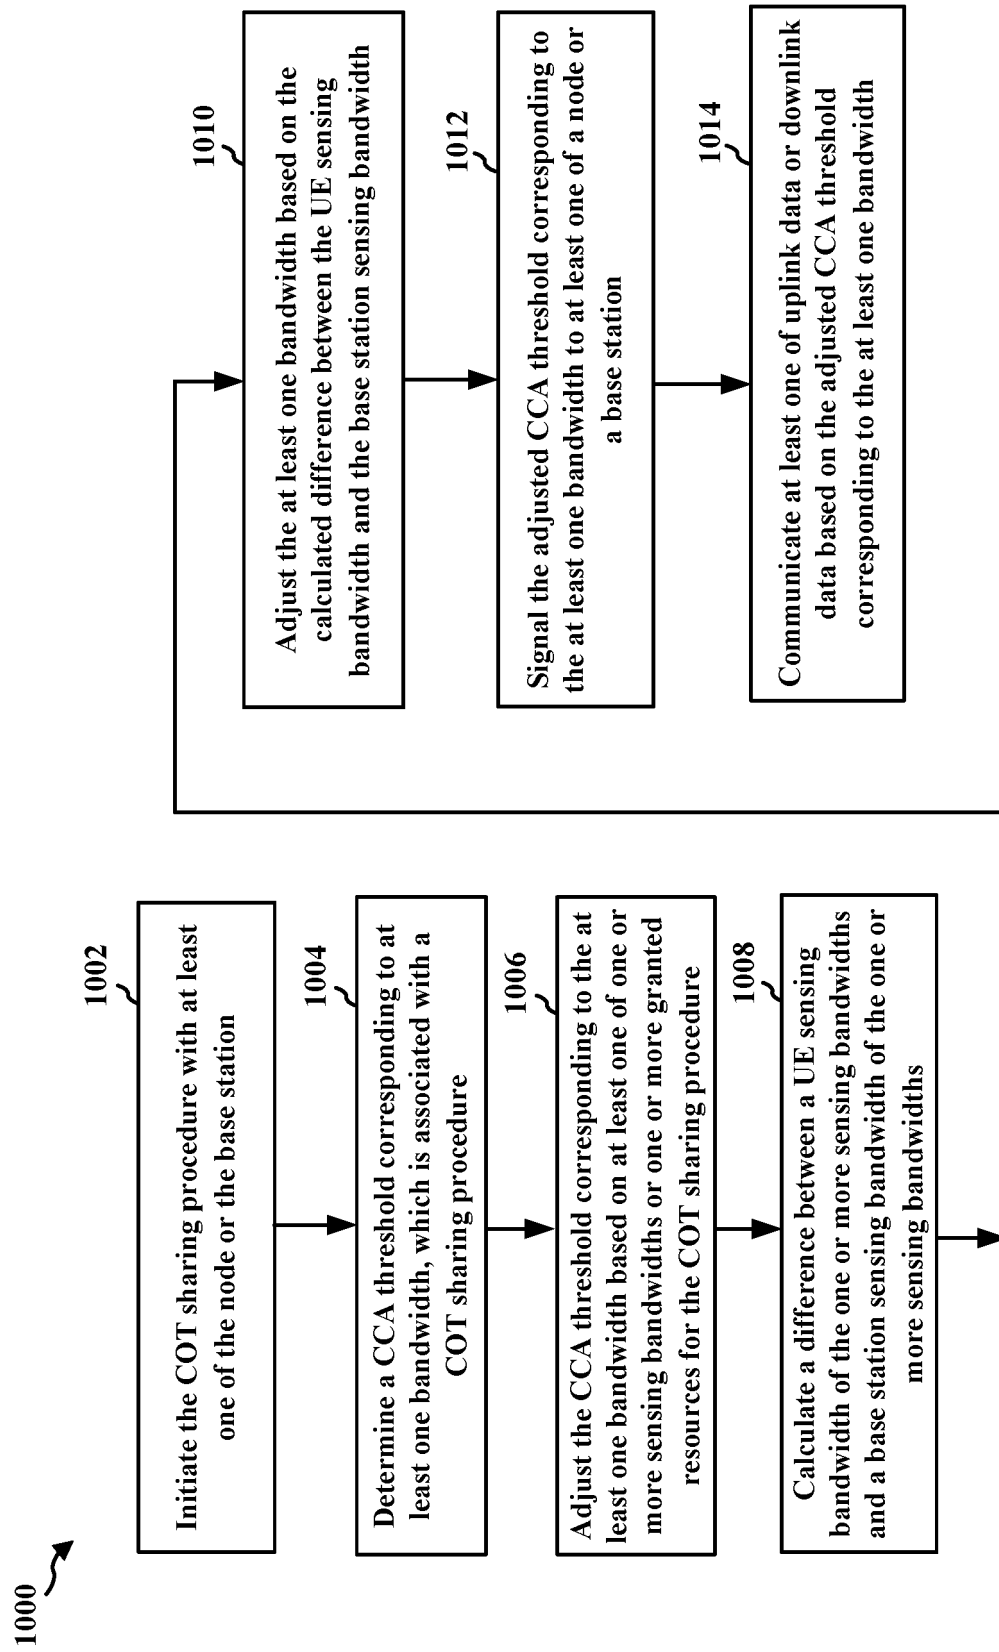 1000
1002
Initiate the COT sharing procedure with at least
one of the node or the base station
1004
Determine a CCA threshold corresponding to at
least one bandwidth, which is associated with a
COT sharing procedure
1006
Adjust the CCA threshold corresponding to the at
least one bandwidth based on at least one of one or
more sensing bandwidths or one or more granted
resources for the COT sharing procedure
1008
Calculate a difference between a UE sensing
bandwidth of the one or more sensing bandwidths
and a base station sensing bandwidth of the one or
more sensing bandwidths
1010
Adjust the at least one bandwidth based on the
calculated difference between the UE sensing
bandwidth and the base station sensing bandwidth
1012
Signal the adjusted CCA threshold corresponding to
the at least one bandwidth to at least one of a node or
a base station
1014
Communicate at least one of uplink data or downlink
data based on the adjusted CCA threshold
corresponding to the at least one bandwidth